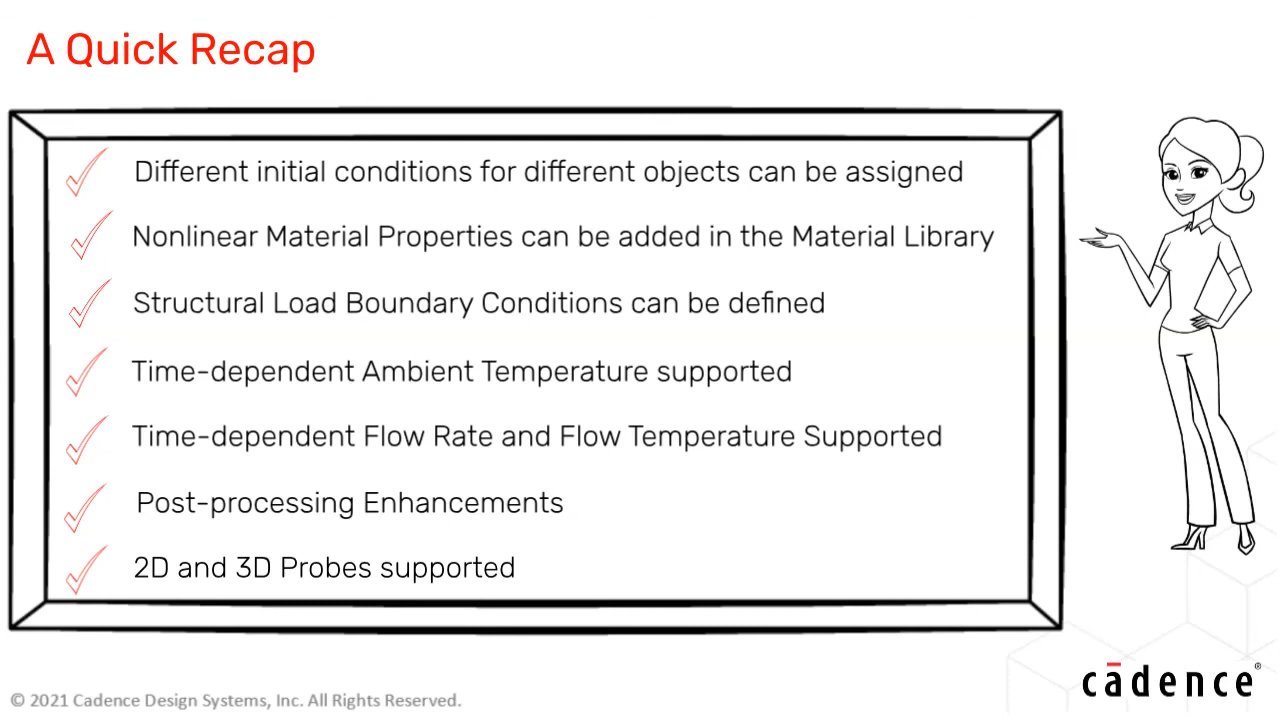 A Quick Recap
Different initial conditions for different objects can be assigned
Nonlinear Material Properties can be added in the Material Library
Structural Load Boundary Conditions can be defined
Time-dependent Ambient Temperature supported
Time-dependent Flow Rate and Flow Temperature Supported
Post-processing Enhancements
2D and 3D Probes supported
© 2021 Cadence Design Systems, Inc. All Rights Reserved.
cādence®